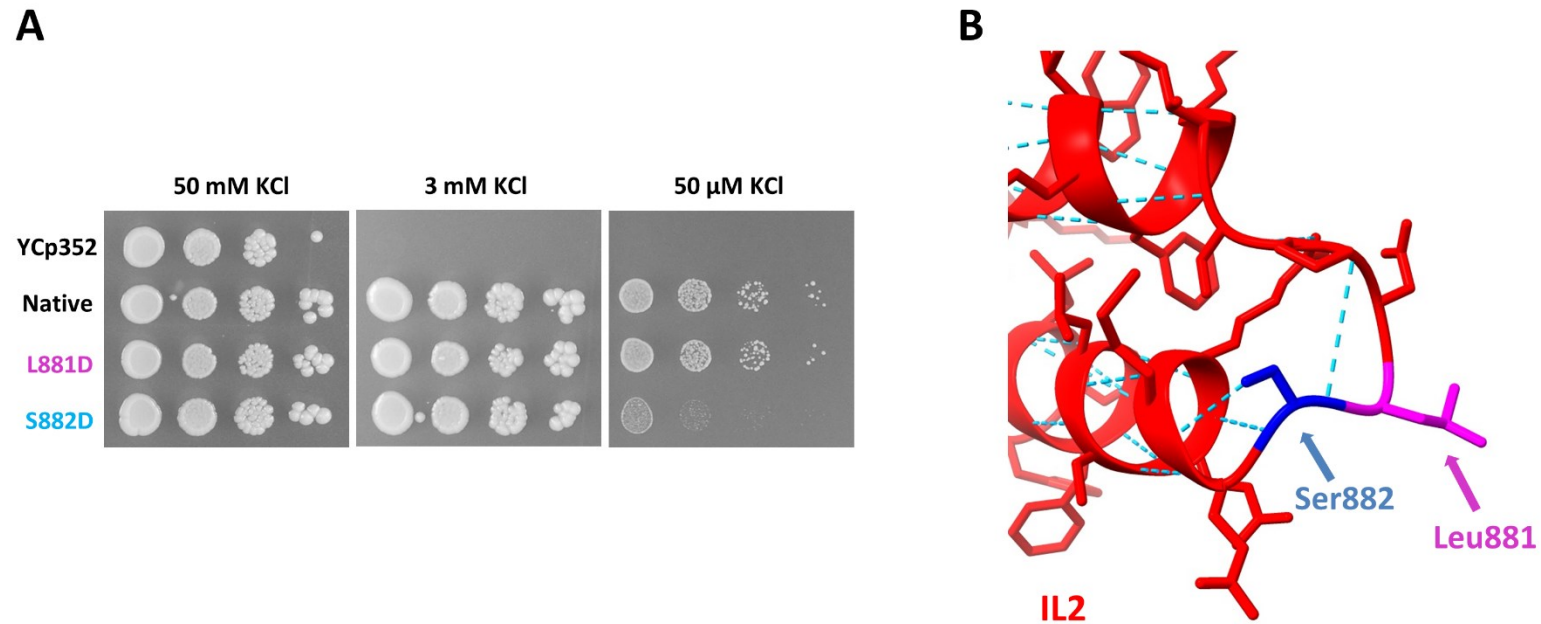 A
B
50 mM KCl
3 mM KCl
50 µM KCl
YCp352
Native
L881D
S882D
Ser882
Leu881
IL2